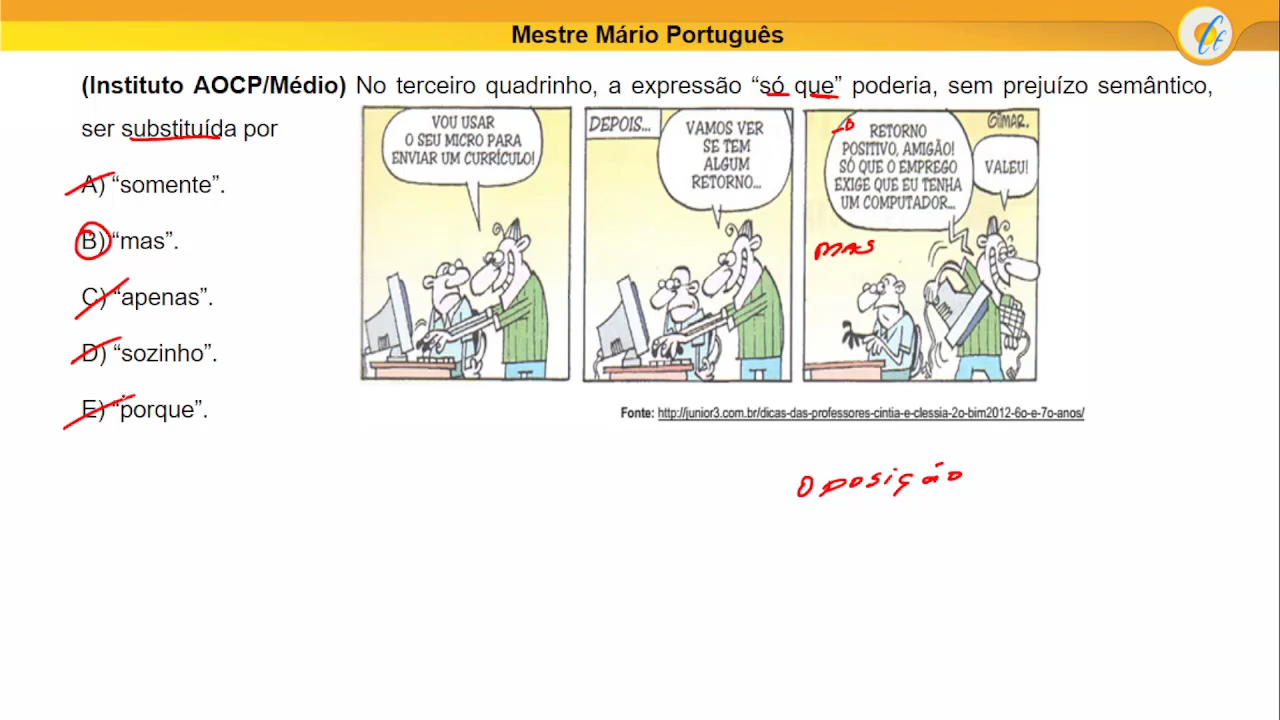 Mestre Mário Português
(Instituto AOCP/Médio) No terceiro quadrinho, a expressão “só que” poderia, sem prejuízo semântico,
ser substituída por
A) “somente”.
B) “mas”.
C) “apenas”.
D) “sozinho”.
E) “porque”.
VOU USAR
O SEU MICRO PARA
ENVIAR UM CURRÍCULO!
DEPOIS...
VAMOS VER
SE TEM
ALGUM
RETORNO...
RETORNO
POSITIVO, AMIGÃO!
SÓ QUE O EMPREGO
EXIGE QUE EU TENHA
UM COMPUTADOR...
GILMAR.
VALEU!
MAS
Fonte: http://junior3.com.br/dicas-das-professores-cintia-e-clessia-2o-bim2012-6o-e-7o-anos/
oposição